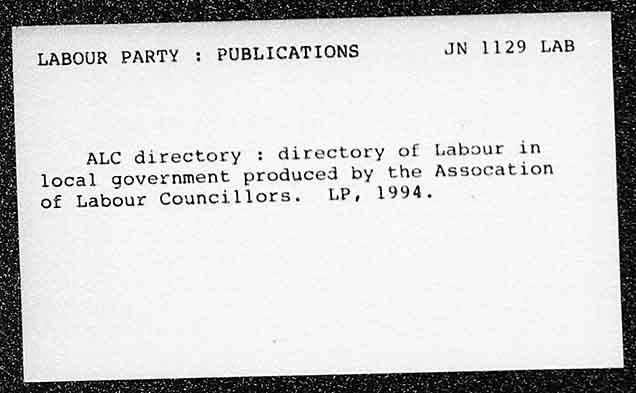 LABOUR PARTY : PUBLICATIONS JN 1129 LAB
ALC directory : directory of Labour in
local government produced by the Assocation
of Labour Councillors. LP, 1994.